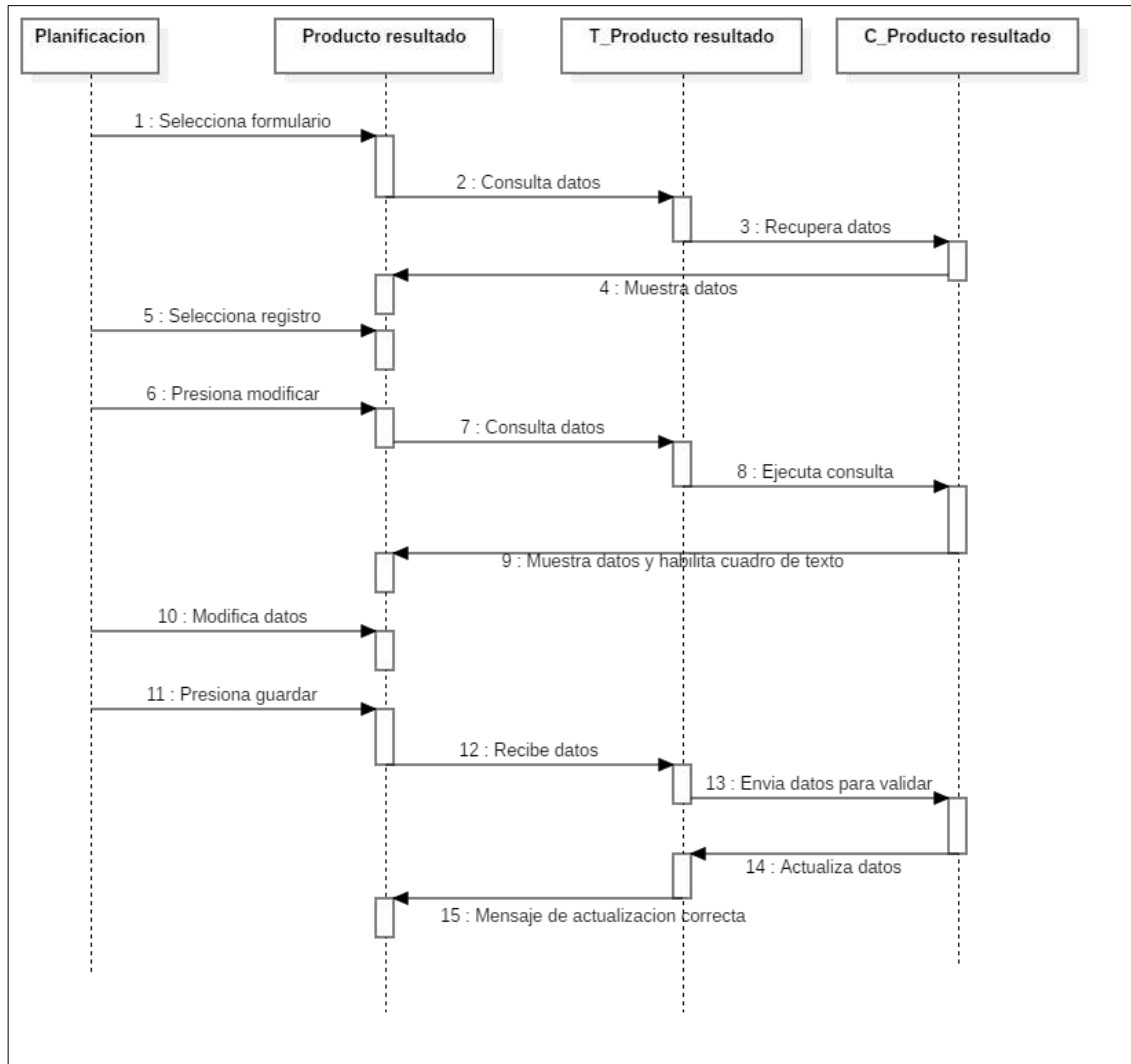 Planificacion
Producto resultado
T_Producto resultado
C_Producto resultado
1 : Selecciona formulario
2 : Consulta datos
3 : Recupera datos
4 : Muestra datos
5 : Selecciona registro
6 : Presiona modificar
7 : Consulta datos
8 : Ejecuta consulta
9 : Muestra datos y habilita cuadro de texto
10 : Modifica datos
11 : Presiona guardar
12 : Recibe datos
13 : Envia datos para validar
14 : Actualiza datos
15 : Mensaje de actualizacion correcta